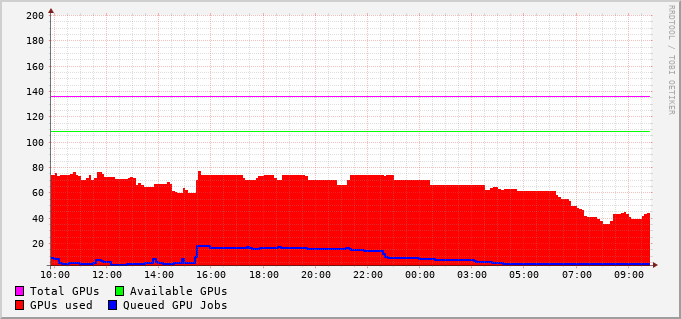 200
180
160
140
120
100
80
60
40
20
10:00 12:00 14:00 16:00 18:00 20:00 22:00 00:00 03:00 05:00 07:00 09:00
Total GPUs Available GPUs
GPUs used Queued GPU Jobs
RRDTOOL / TOBI OETIKER